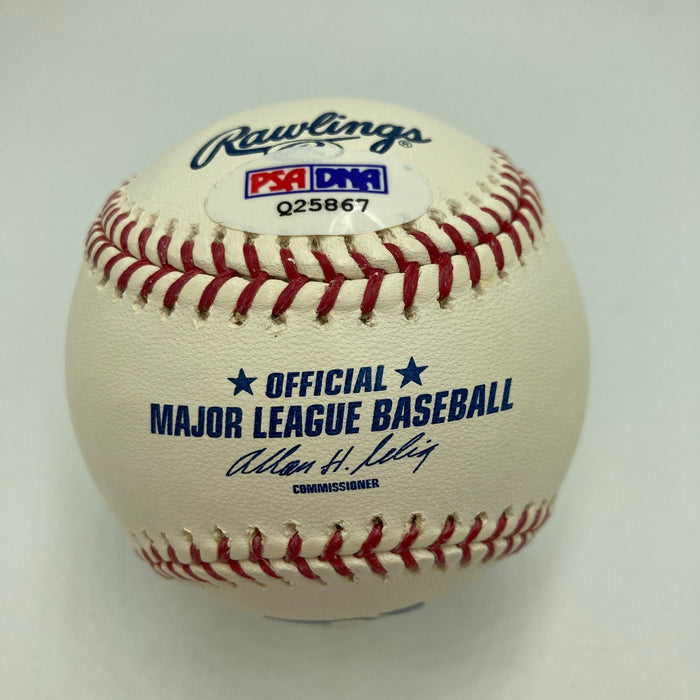 Rawlings®
PSA DNA
Q25867
★ OFFICIAL ★
MAJOR LEAGUE BASEBALL
Allan H. Selig
COMMISSIONER